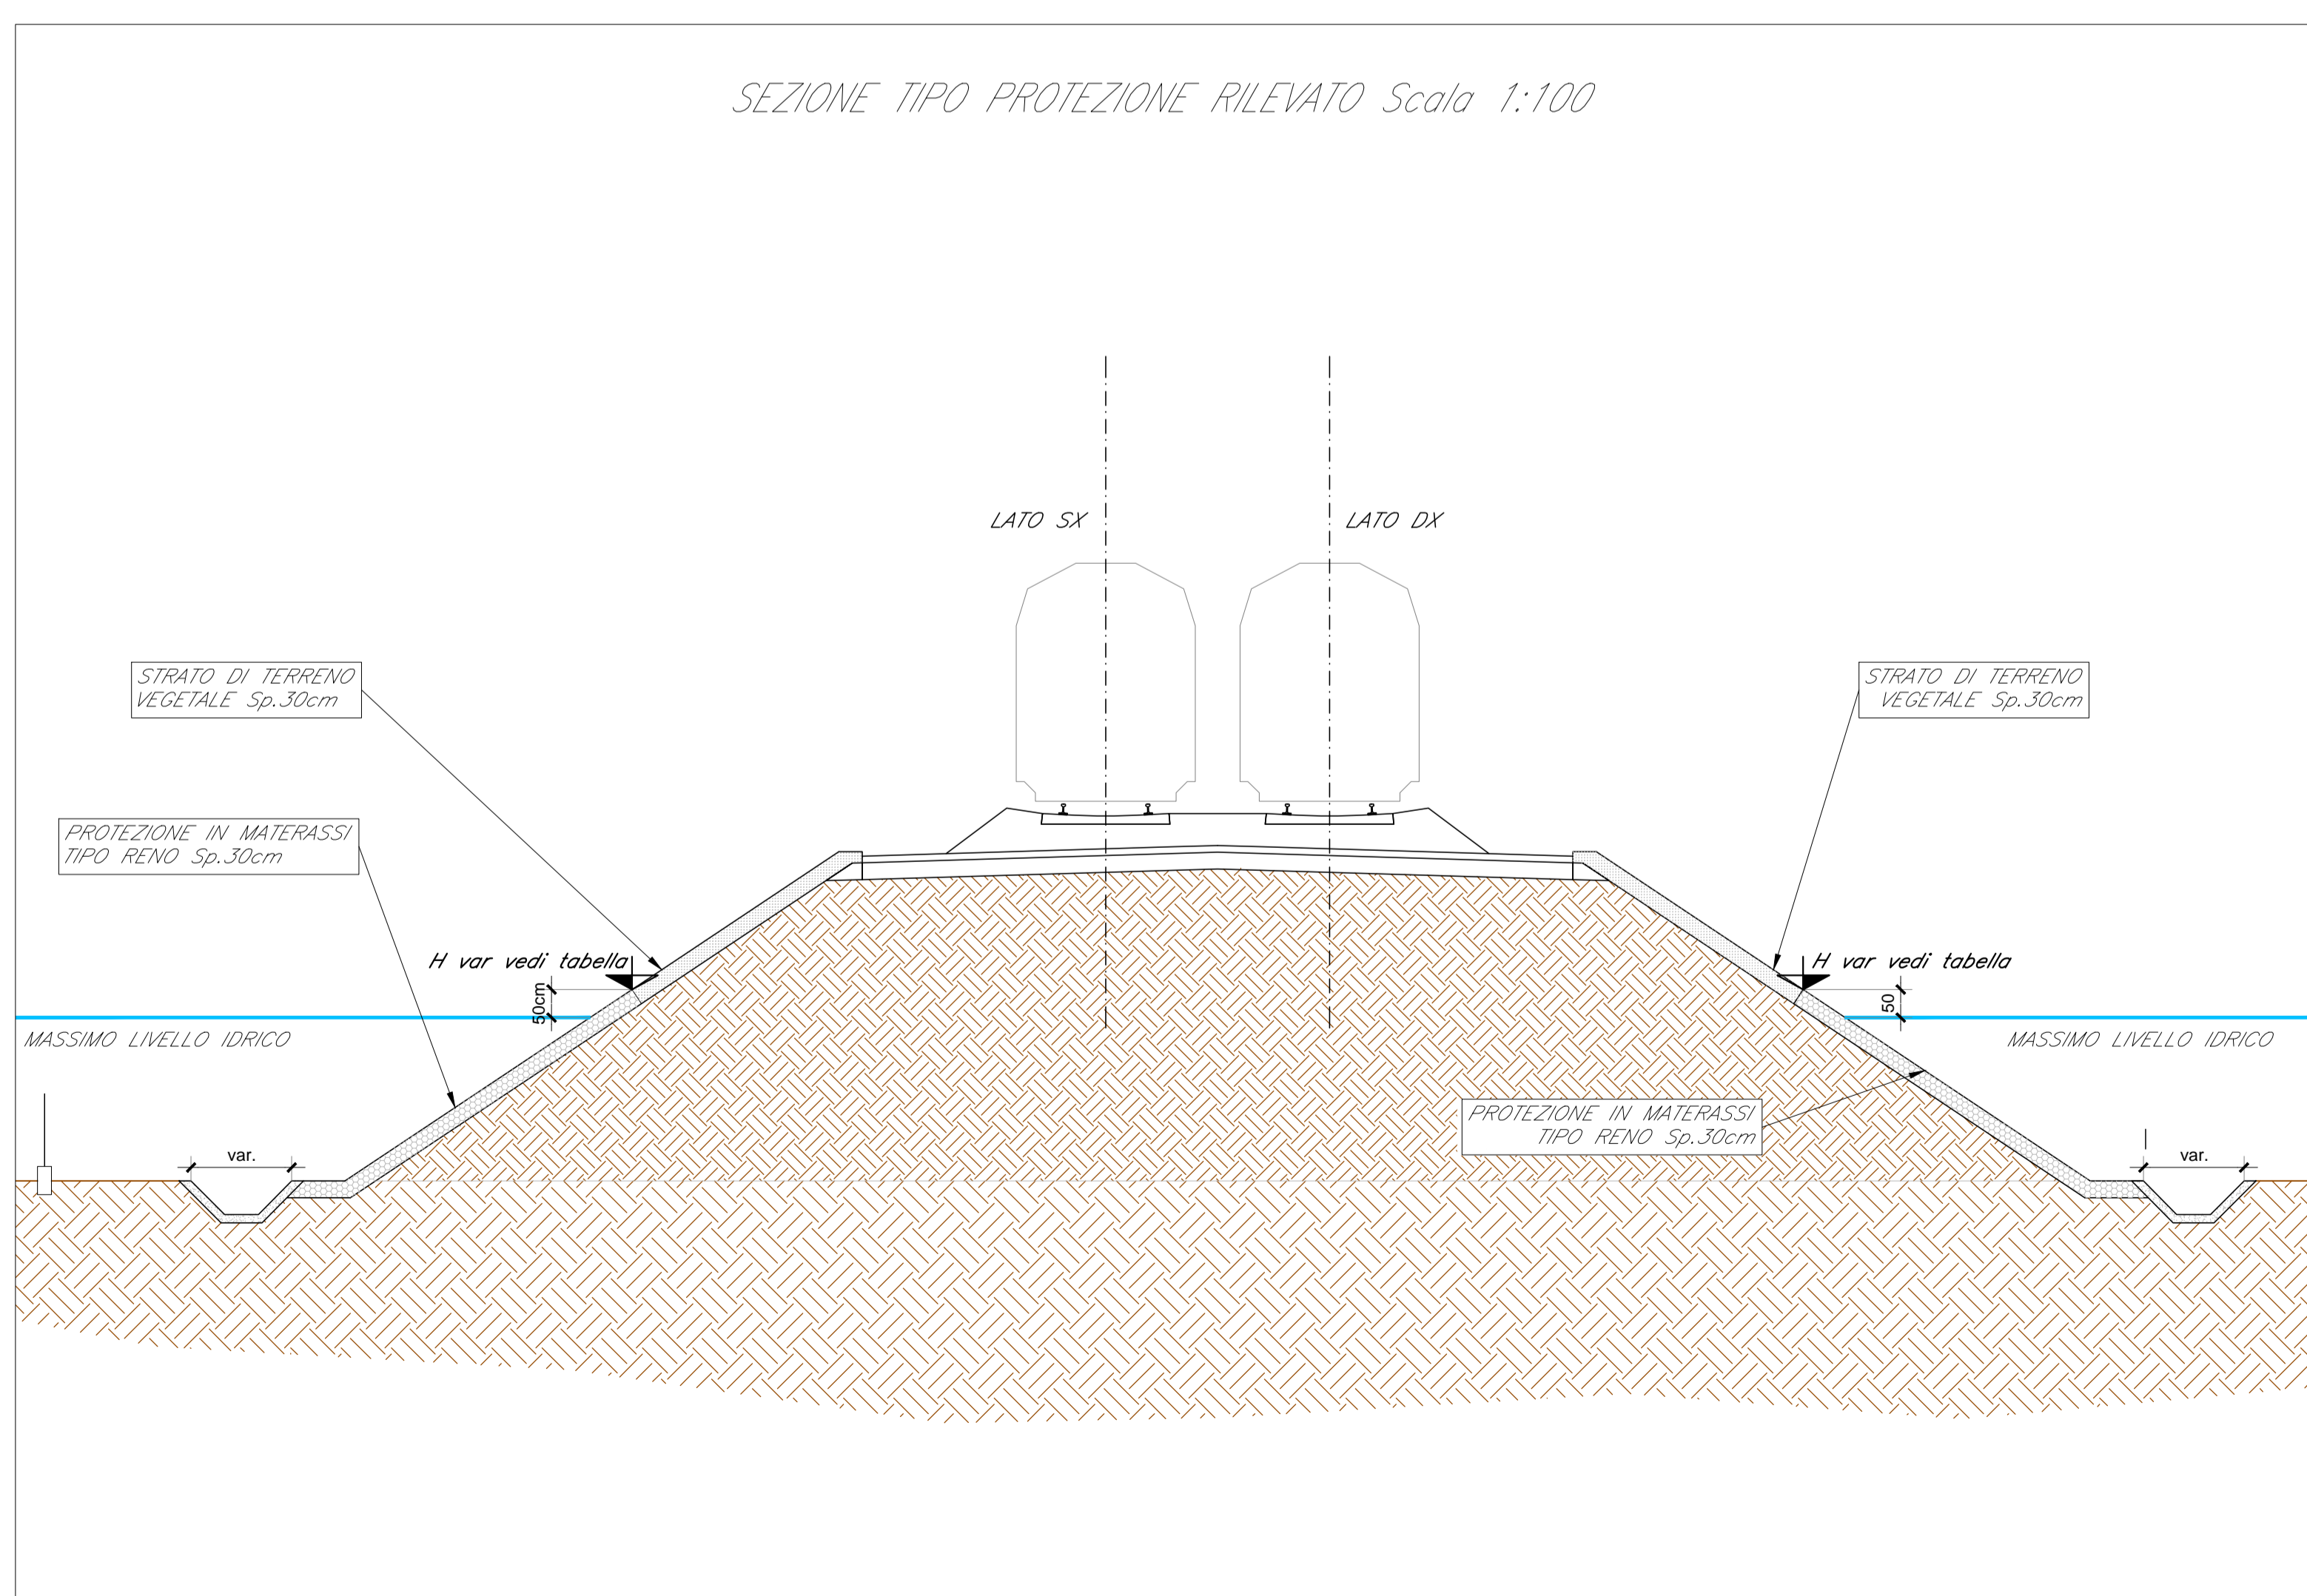 SEZIONE TIPO PROTEZIONE RILEVATO Scala 1:100
LATO SX
LATO DX
STRATO DI TERRENO
VEGETALE Sp.30cm
STRATO DI TERRENO
VEGETALE Sp.30cm
PROTEZIONE IN MATERASSI
TIPO RENO Sp.30cm
H var vedi tabella
H var vedi tabella
50cm
50
MASSIMO LIVELLO IDRICO
MASSIMO LIVELLO IDRICO
PROTEZIONE IN MATERASSI
TIPO RENO Sp.30cm
var.
var.